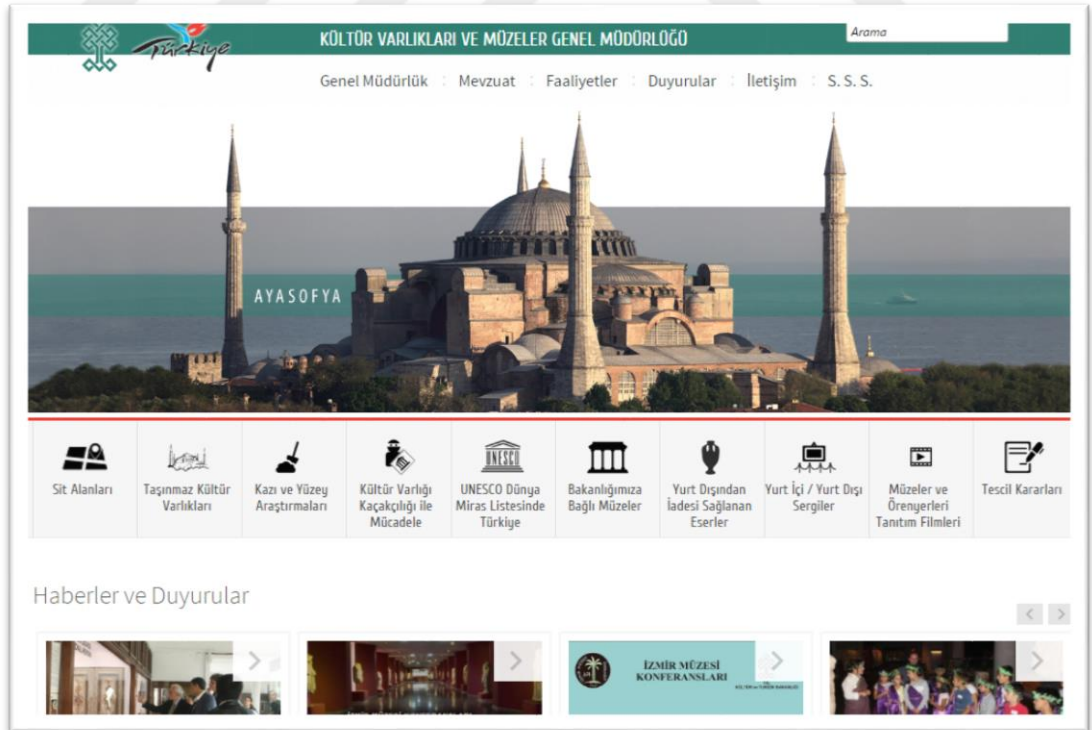 Türkiye
KÜLTÜR VARLIKLARI VE MÜZELER GENEL MÜDÜRLÜĞÜ
Arama
Genel Müdürlük
Mevzuat
Faaliyetler
Duyurular
İletişim
S. S. S.
AYASOFYA
Sit Alanları
Taşınmaz Kültür
Varlıkları
Kazı ve Yüzey
Araştırmaları
Kültür Varlığı
Kaçakçılığı ile
Mücadele
UNESCO
UNESCO Dünya
Miras Listesinde
Türkiye
Bakanlığımıza
Bağlı Müzeler
Yurt Dışından
İadesi Sağlanan
Eserler
Yurt İçi / Yurt Dışı
Sergiler
Müzeler ve
Örenyerleri
Tanıtım Filmleri
Tescil Kararları
Haberler ve Duyurular
İZMİR MÜZESİ
KONFERANSLARI